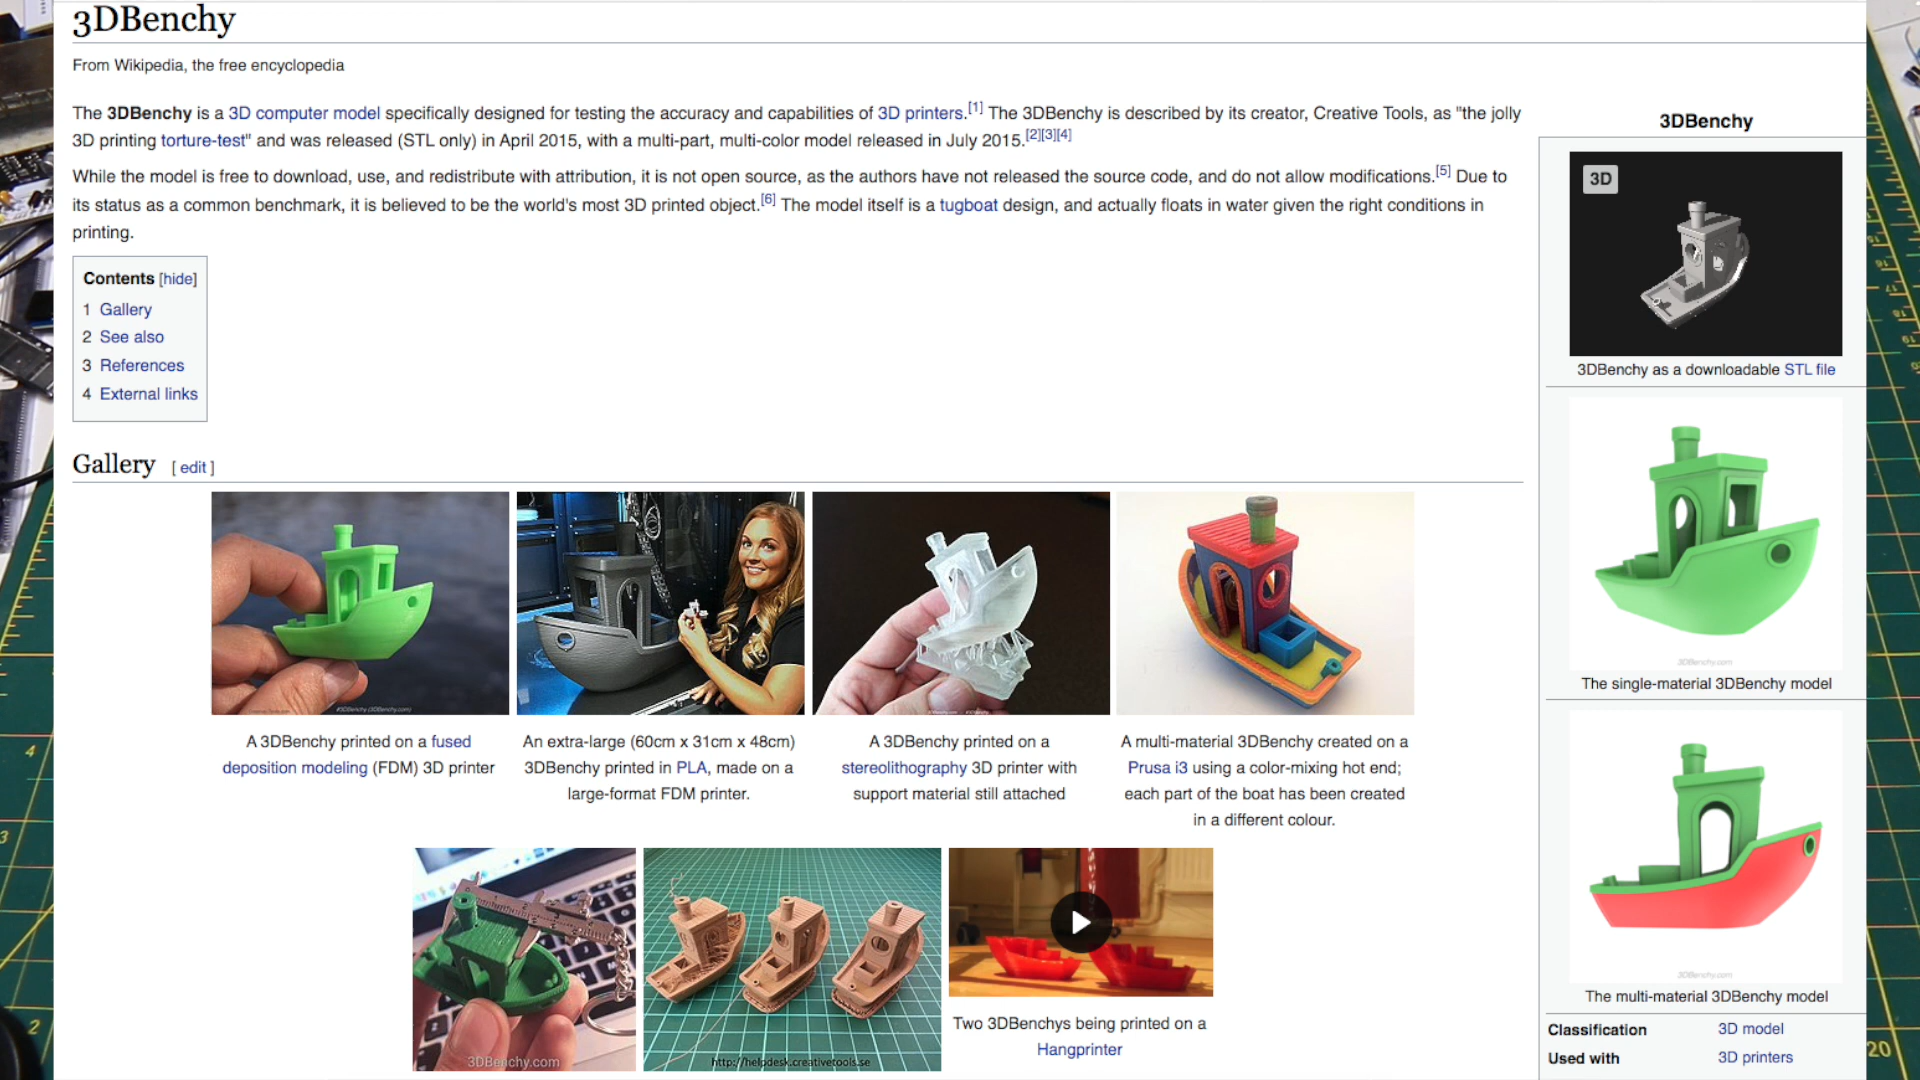 3DBenchy
From Wikipedia, the free encyclopedia
The 3DBenchy is a 3D computer model specifically designed for testing the accuracy and capabilities of 3D printers.[1] The 3DBenchy is described by its creator, Creative Tools, as "the jolly
3D printing torture-test" and was released (STL only) in April 2015, with a multi-part, multi-color model released in July 2015.[2][3][4]
While the model is free to download, use, and redistribute with attribution, it is not open source, as the authors have not released the source code, and do not allow modifications.[5] Due to
its status as a common benchmark, it is believed to be the world's most 3D printed object.[6] The model itself is a tugboat design, and actually floats in water given the right conditions in
printing.
Contents [hide]
1 Gallery
2 See also
3 References
4 External links
Gallery [ edit ]
#3DBenchy (3DBenchy.com)
A 3DBenchy printed on a fused
deposition modeling (FDM) 3D printer
An extra-large (60cm x 31cm x 48cm)
3DBenchy printed in PLA, made on a
large-format FDM printer.
A 3DBenchy printed on a
stereolithography 3D printer with
support material still attached
A multi-material 3DBenchy created on a
Prusa i3 using a color-mixing hot end;
each part of the boat has been created
in a different colour.
3DBenchy.com
http://helpdesk.creativetools.se
Two 3DBenchys being printed on a
Hangprinter
3DBenchy
3D
3DBenchy as a downloadable STL file
3DBenchy.com
The single-material 3DBenchy model
3DBenchy.com
The multi-material 3DBenchy model
Classification 3D model
Used with 3D printers
4
3
2
20